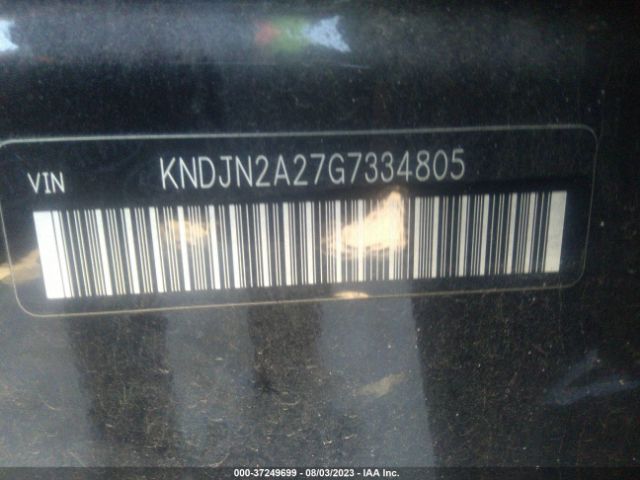 VIN KNDJN2A27G7334805
000-37249699 - 08/03/2023 - IAA Inc.